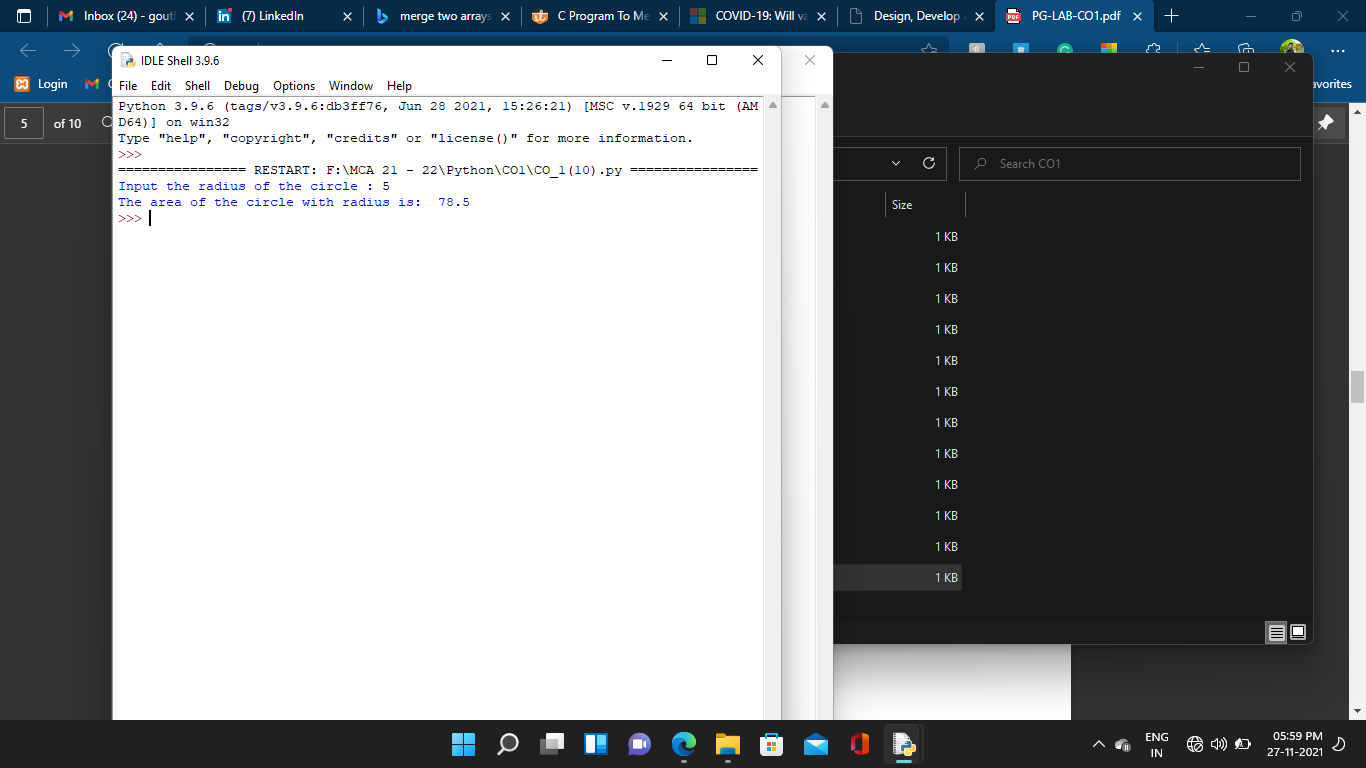 Inbox (24) - gouti
(7) LinkedIn
merge two arrays
C Program To Me
COVID-19: Will va
Design, Develop a
PDF
PG-LAB-CO1.pdf
Login
avorites
5 of 10
IDLE Shell 3.9.6
File Edit Shell Debug Options Window Help
Python 3.9.6 (tags/v3.9.6:db3ff76, Jun 28 2021, 15:26:21) [MSC v.1929 64 bit (AM
D64)] on win32
Type "help", "copyright", "credits" or "license()" for more information.
>>>
================ RESTART: F:\MCA 21 - 22\Python\CO1\CO_1(10).py ================
Input the radius of the circle : 5
The area of the circle with radius is:  78.5
>>>
Search CO1
Size
1 KB
1 KB
1 KB
1 KB
1 KB
1 KB
1 KB
1 KB
1 KB
1 KB
1 KB
1 KB
ENG
IN
05:59 PM
27-11-2021